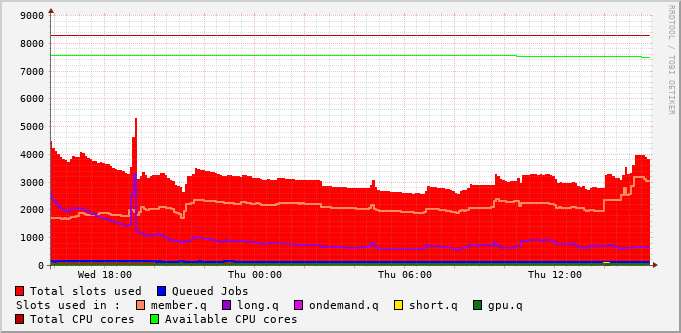 RRDTOOL / TOBI OETIKER
9000
8000
7000
6000
5000
4000
3000
2000
1000
0
Wed 18:00 Thu 00:00 Thu 06:00 Thu 12:00
Total slots used Queued Jobs
Slots used in : member.q long.q ondemand.q short.q gpu.q
Total CPU cores Available CPU cores